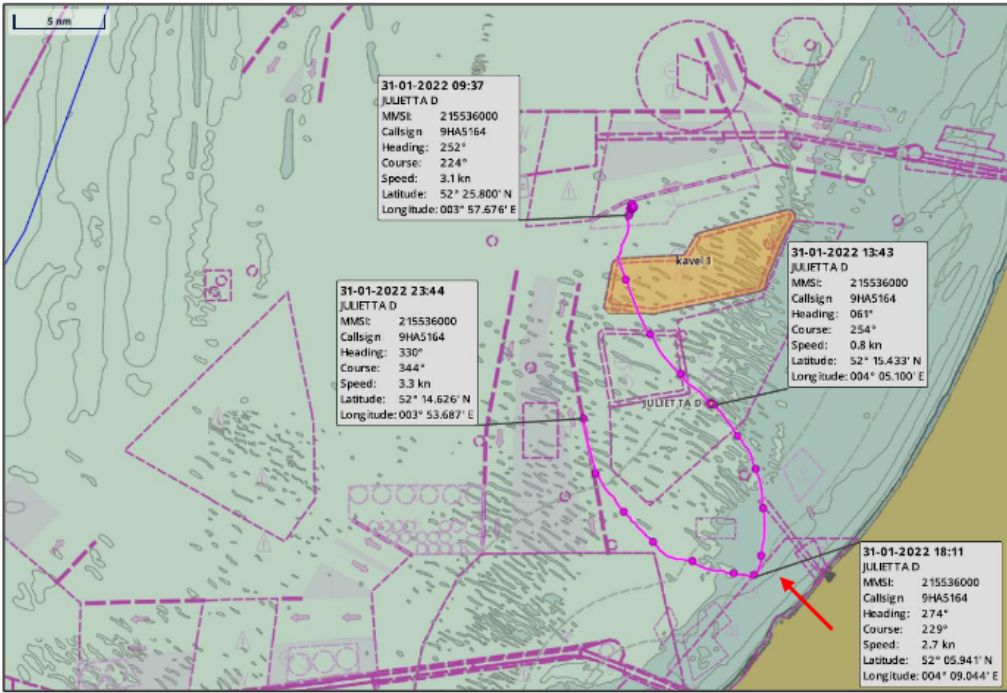 5 nm
31-01-2022 09:37
JULIETTA D
MMSI: 215536000
Callsign 9HA5164
Heading: 252°
Course: 224°
Speed: 3.1 kn
Latitude: 52° 25.800' N
Longitude: 003° 57.676' E
kavel 1
31-01-2022 13:43
JULIETTA D
MMSI: 215536000
Callsign 9HA5164
Heading: 061°
Course: 254°
Speed: 0.8 kn
Latitude: 52° 15.433' N
Longitude: 004° 05.100' E
31-01-2022 23:44
JULIETTA D
MMSI: 215536000
Callsign 9HA5164
Heading: 330°
Course: 344°
Speed: 3.3 kn
Latitude: 52° 14.626' N
Longitude: 003° 53.687' E
JULIETTA D
31-01-2022 18:11
JULIETTA D
MMSI: 215536000
Callsign 9HA5164
Heading: 274°
Course: 229°
Speed: 2.7 kn
Latitude: 52° 05.941' N
Longitude: 004° 09.044' E